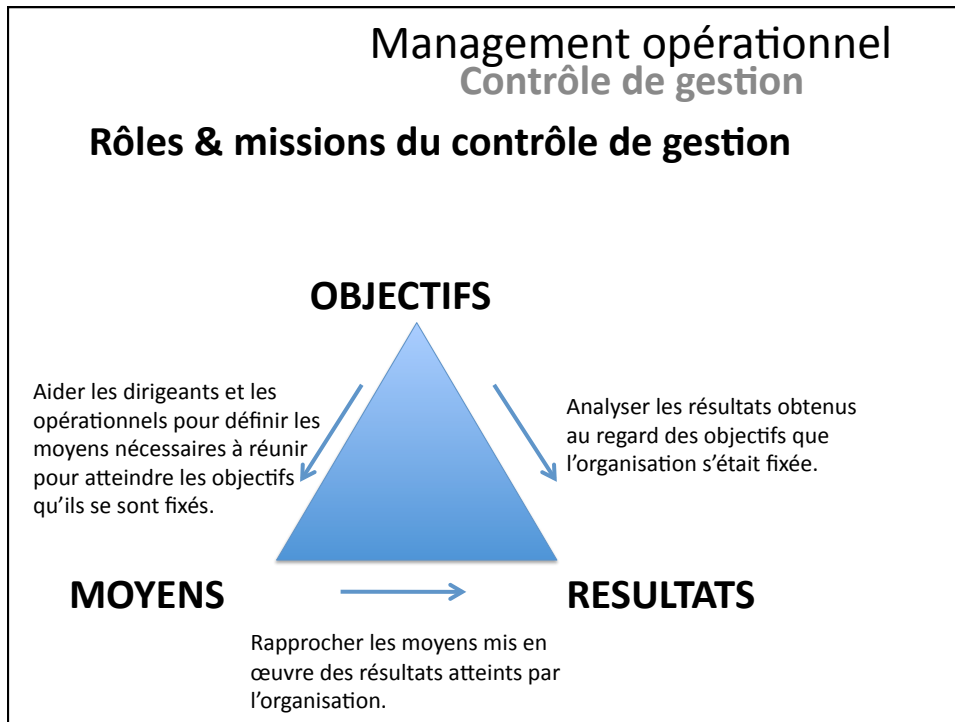 Management opérationnel
Contrôle de gestion
Rôles & missions du contrôle de gestion
OBJECTIFS
Aider les dirigeants et les
opérationnels pour définir les
moyens nécessaires à réunir
pour atteindre les objectifs
qu'ils se sont fixés.
Analyser les résultats obtenus
au regard des objectifs que
l'organisation s'était fixée.
MOYENS
RESULTATS
Rapprocher les moyens mis en
œuvre des résultats atteints par
l'organisation.